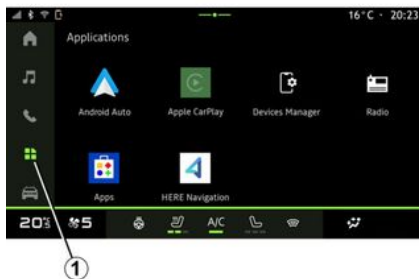 16°C · 20:23
Applications
Android Auto
Apple CarPlay
Devices Manager
Radio
Apps
HERE Navigation
20.5 5 A/C
1